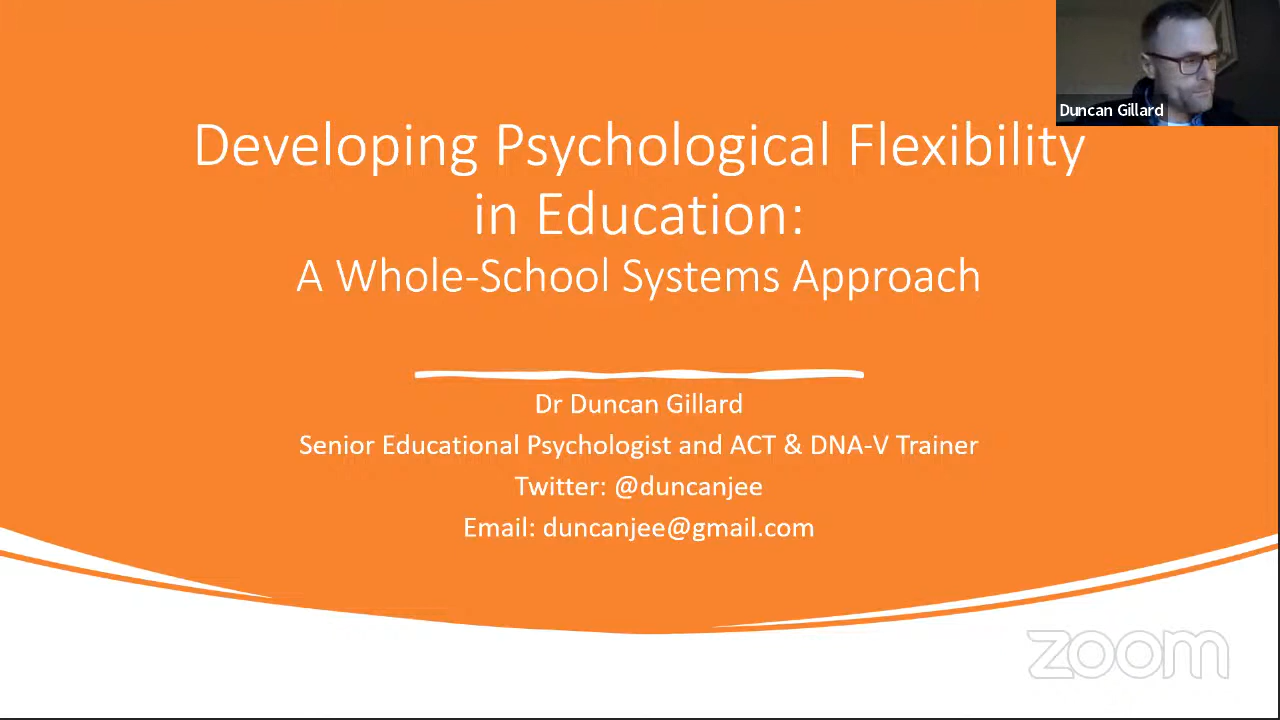 Duncan Gillard
Developing Psychological Flexibility
in Education:
A Whole-School Systems Approach
Dr Duncan Gillard
Senior Educational Psychologist and ACT & DNA-V Trainer
Twitter: @duncanjee
Email: duncanjee@gmail.com
zoom